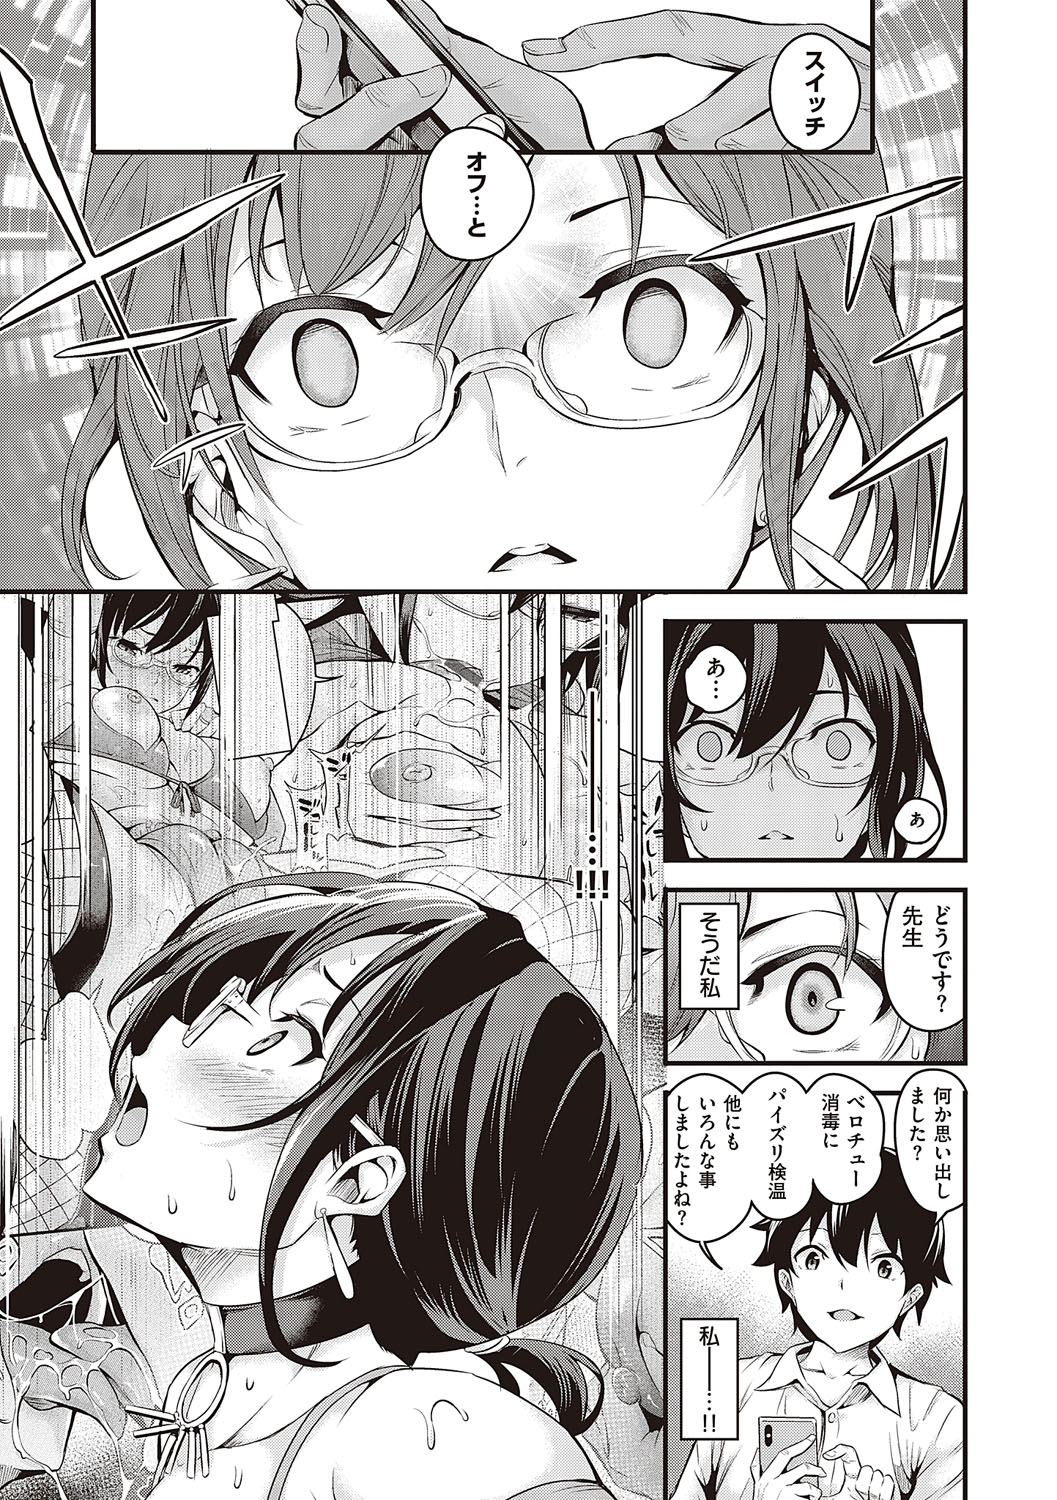 スイッチ
オフ…と
あ…
あ
どうです?
先生
そうだ私
何か思い出し
ました?
ベロチュー
消毒に
パイズリ検温
他にも
いろんな事
しましたよね?
私――…!!
――…!!!